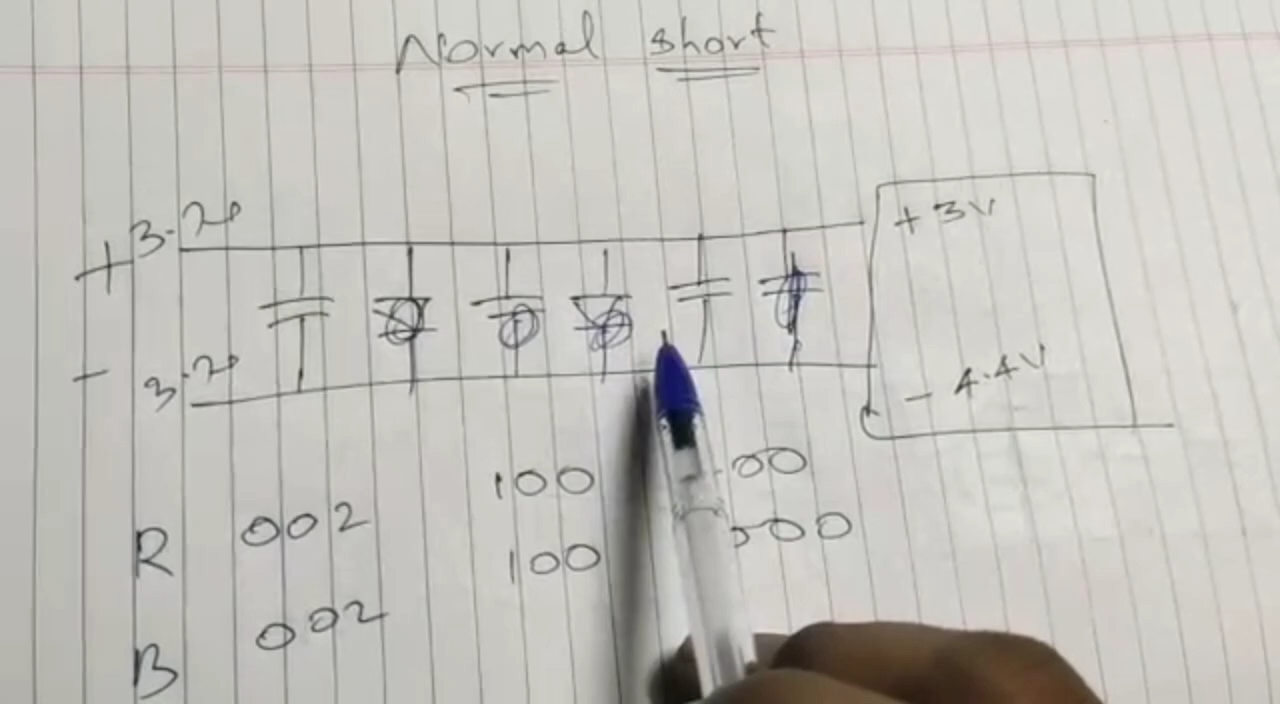 Normal short
+ 3.20
+ 3V
- 3.20
- 4.4V
R 002 100
B 002 100